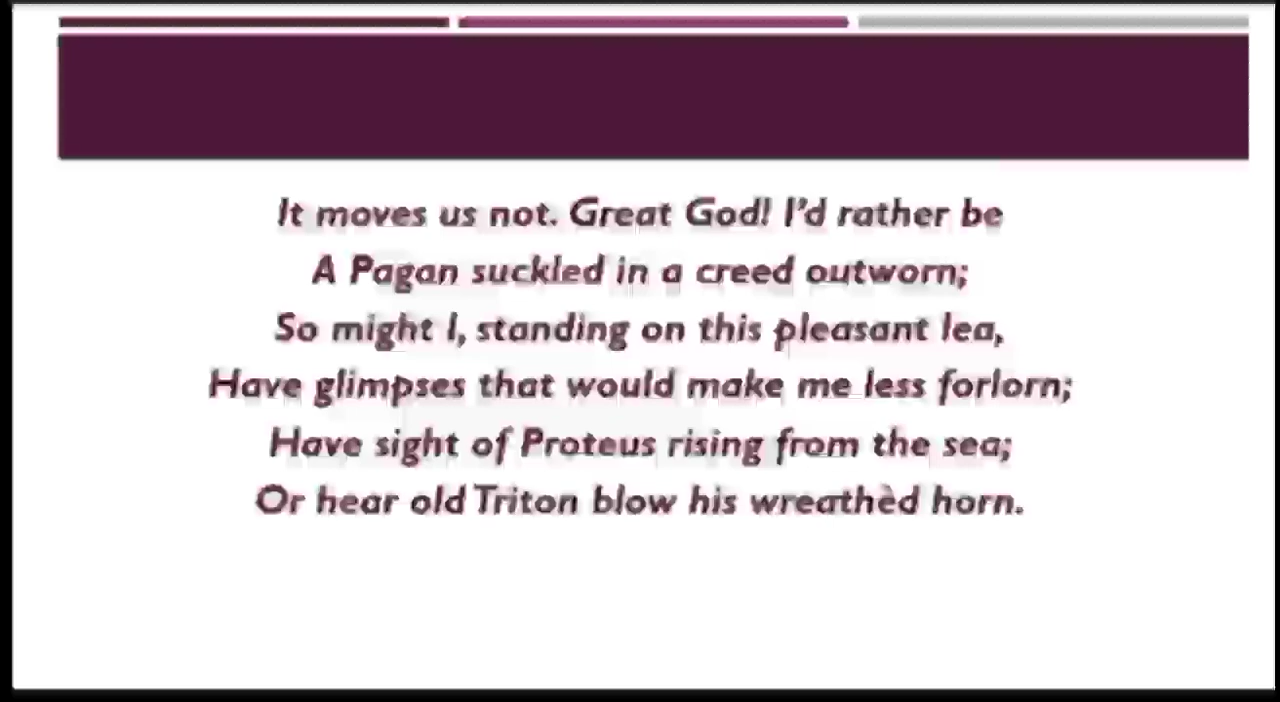 It moves us not. Great God! I'd rather be
A Pagan suckled in a creed outworn;
So might I, standing on this pleasant lea,
Have glimpses that would make me less forlorn;
Have sight of Proteus rising from the sea;
Or hear old Triton blow his wreathèd horn.